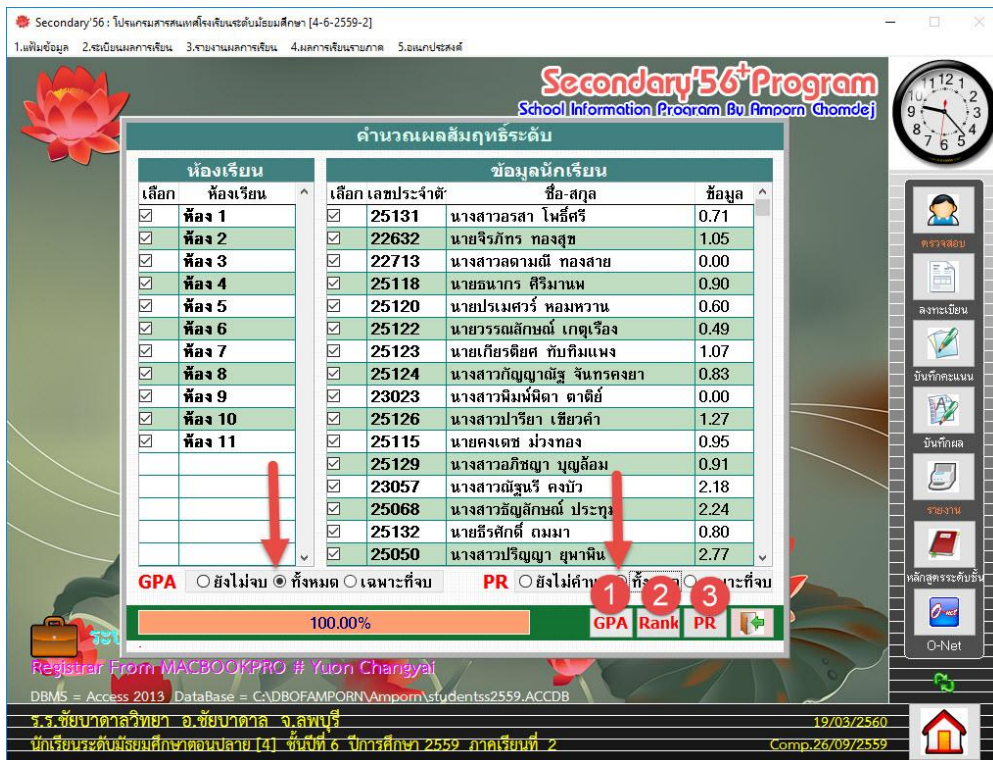 Secondary'56 : โปรแกรมสารสนเทศโรงเรียนระดับมัธยมศึกษา [4-6-2559-2]
1.แฟ้มข้อมูล 2.ระเบียนผลการเรียน 3.รายงานผลการเรียน 4.ผลการเรียนรายภาค 5.อเนกประสงค์
Secondary'56+Program
School Information Program By Amporn Chomdej
คำนวณผลสัมฤทธิ์ระดับ
ห้องเรียน
เลือก ห้องเรียน
ห้อง 1
ห้อง 2
ห้อง 3
ห้อง 4
ห้อง 5
ห้อง 6
ห้อง 7
ห้อง 8
ห้อง 9
ห้อง 10
ห้อง 11
ข้อมูลนักเรียน
เลือก เลขประจำตั ชื่อ-สกุล ข้อมูล
25131 นางสาวอรสา โพธิ์ศรี 0.71
22632 นายจิรภัทร ทองสุข 1.05
22713 นางสาวลดามณี ทองสาย 0.00
25118 นายธนากร ศิริมานพ 0.90
25120 นายปรเมศวร์ หอมหวาน 0.60
25122 นายวรรณลักษณ์ เกตุเรือง 0.49
25123 นายเกียรติยศ ทับทิมแพง 1.07
25124 นางสาวกัญญาณัฐ จันทรคงยา 0.83
23023 นางสาวพิมพ์พิดา ตาติย์ 0.00
25126 นางสาวปารียา เขียวคำ 1.27
25115 นายคงเดช ม่วงทอง 0.95
25129 นางสาวอภิชญา บุญล้อม 0.91
23057 นางสาวณัฐนรี คงบัว 2.18
25068 นางสาวธัญลักษณ์ ประทุม 2.24
25132 นายธีรศักดิ์ ถมมา 0.80
25050 นางสาวปริญญา ยุพาพิน 2.77
GPA ยังไม่จบ ทั้งหมด เฉพาะที่จบ PR ยังไม่คำน
1 2 3
100.00% GPA Rank PR
ตรวจสอบ
ลงทะเบียน
บันทึกคะแนน
บันทึกผล
รายงาน
หลักสูตรระดับชั้น
O-net
O-Net
Registrar From MACBOOKPRO # Yuon Changyai
DBMS = Access 2013 DataBase = C:\DBOFAMPORN\Amporn\studentss2559.ACCDB
ร.ร.ชัยบาดาลวิทยา อ.ชัยบาดาล จ.ลพบุรี 19/03/2560
นักเรียนระดับมัธยมศึกษาตอนปลาย [4] ชั้นปีที่ 6 ปีการศึกษา 2559 ภาคเรียนที่ 2 Comp.26/09/2559